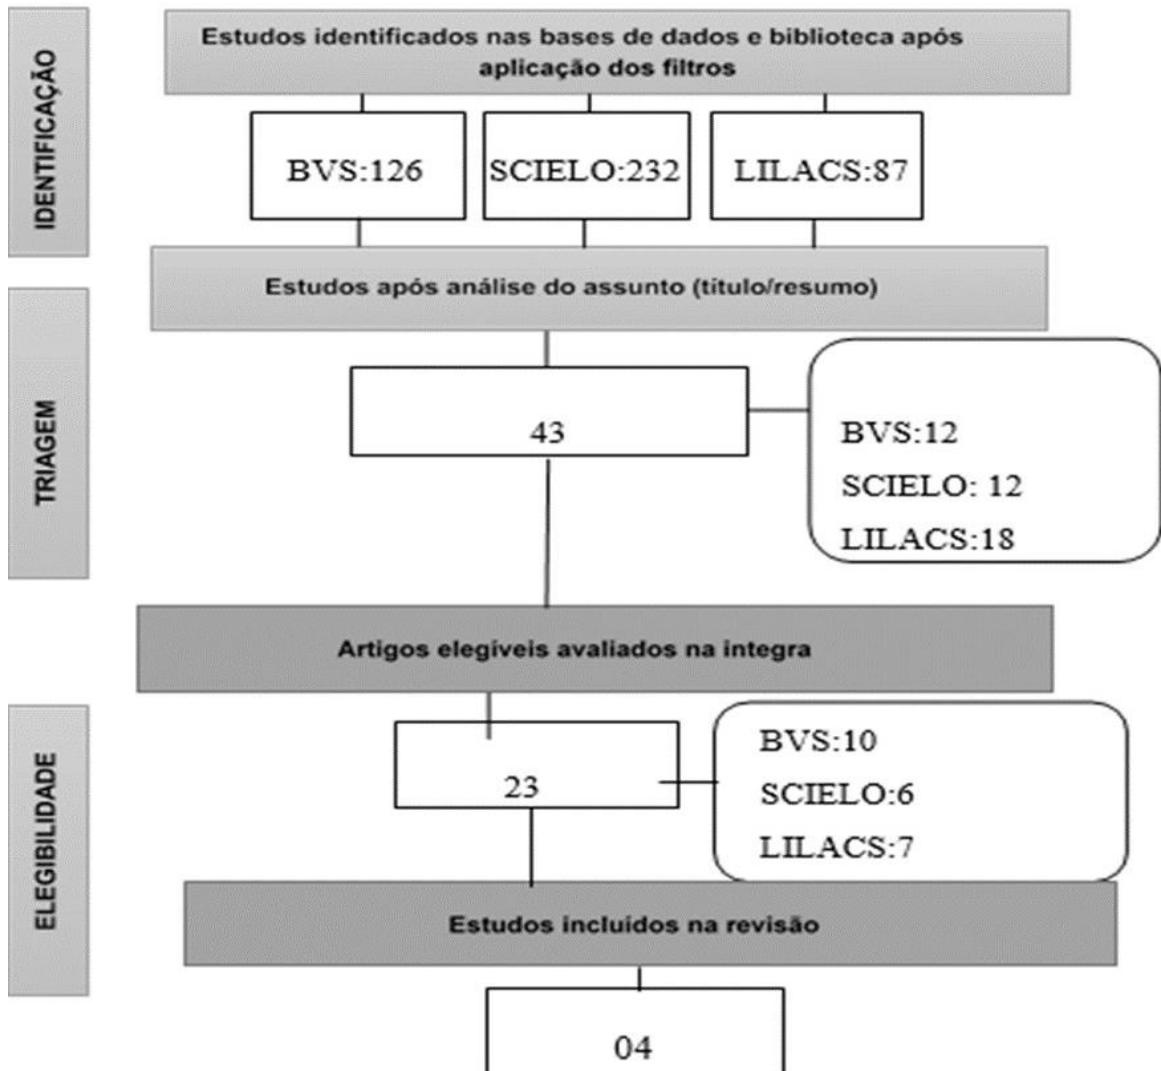 IDENTIFICAÇÃO
Estudos identificados nas bases de dados e biblioteca após
aplicação dos filtros
BVS:126
SCIELO:232
LILACS:87
Estudos após análise do assunto (título/resumo)
TRIAGEM
43
BVS:12
SCIELO: 12
LILACS:18
Artigos elegíveis avaliados na integra
ELEGIBILIDADE
23
BVS:10
SCIELO:6
LILACS:7
Estudos incluídos na revisão
04